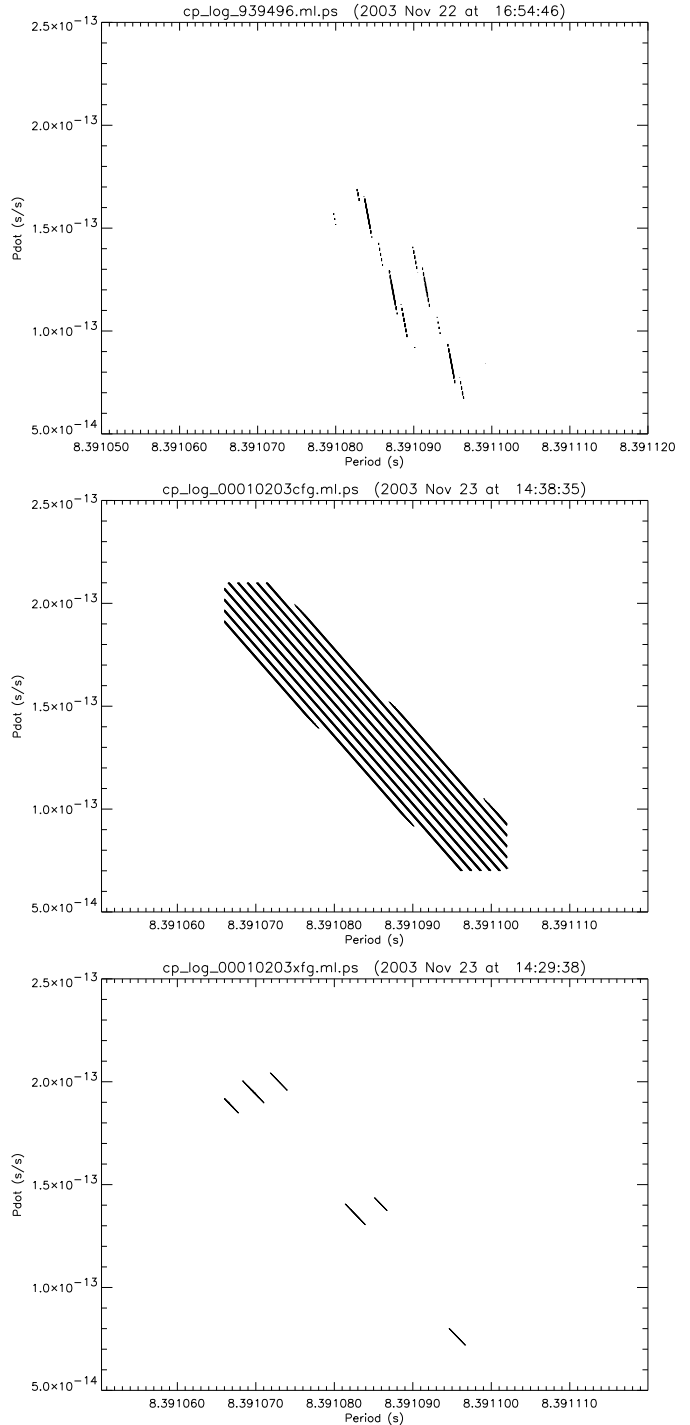 cp_log_939496.ml.ps (2003 Nov 22 at 16:54:46)
2.5×10−13
2.0×10−13
1.5×10−13
1.0×10−13
5.0×10−14
Pdot (s/s)
8.391050 8.391060 8.391070 8.391080 8.391090 8.391100 8.391110 8.391120
Period (s)
cp_log_00010203cfg.ml.ps (2003 Nov 23 at 14:38:35)
2.5×10−13
2.0×10−13
1.5×10−13
1.0×10−13
5.0×10−14
Pdot (s/s)
8.391060 8.391070 8.391080 8.391090 8.391100 8.391110
Period (s)
cp_log_00010203xfg.ml.ps (2003 Nov 23 at 14:29:38)
2.5×10−13
2.0×10−13
1.5×10−13
1.0×10−13
5.0×10−14
Pdot (s/s)
8.391060 8.391070 8.391080 8.391090 8.391100 8.391110
Period (s)